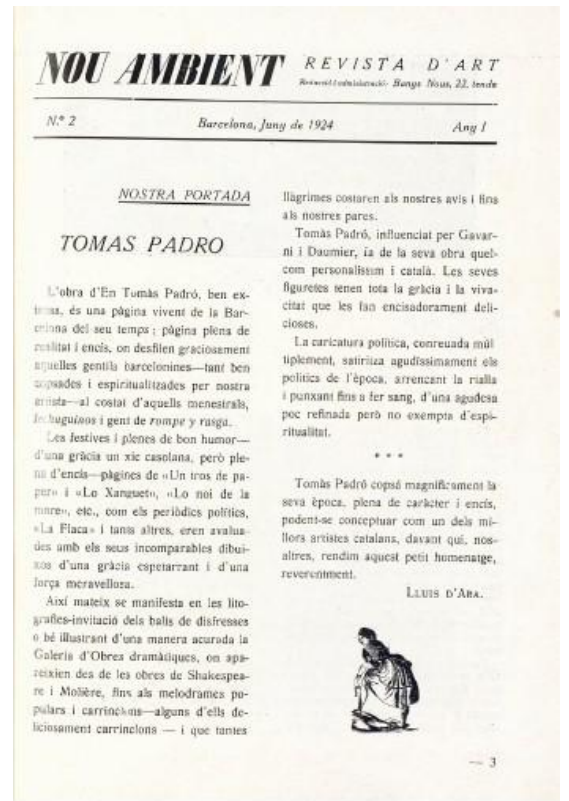 NOU AMBIENT
REVISTA D'ART
Redacció i administració- Banys Nous, 22, tenda
N.º 2
Barcelona, Juny de 1924
Any I
NOSTRA PORTADA
TOMAS PADRO
L'obra d'En Tomàs Padró, ben ex-
tensa, és una pàgina vivent de la Bar-
celona del seu temps; pàgina plena de
realitat i encís, on desfilen graciosament
aquelles gentils barcelonines—tant ben
copsades i espiritualitzades per nostra
artista—al costat d'aquells menestrals,
lechuguinos i gent de rompe y rasga.
Les festives i plenes de bon humor—
d'una gràcia un xic casolana, però ple-
na d'encís—pàgines de «Un tros de pa-
per» i «Lo Xanguet», «Lo noi de la
mare», etc., com els periòdics polítics,
«La Flaca» i tants altres, eren avalua-
des amb els seus incomparables dibui-
xos d'una gràcia espetarrant i d'una
força meravellosa.
Així mateix se manifesta en les lito-
grafies-invitació dels balls de disfresses
o bé illustrant d'una manera acurada la
Galeria d'Obres dramàtiques, on apa-
reixien des de les obres de Shakespea-
re i Molière, fins als melodrames po-
pulars i carrinclons—alguns d'ells de-
liciosament carrinclons — i que tantes
llàgrimes costaren als nostres avis i fins
als nostres pares.
Tomàs Padró, influenciat per Gavar-
ni i Daumier, fa de la seva obra quel-
com personalíssim i català. Les seves
figuretes tenen tota la gràcia i la viva-
citat que les fan encisadorament deli-
cioses.
La caricatura política, conreuada múl
tiplement, satiritza agudíssimament els
polítics de l'època, arrencant la rialla
i punxant fins a fer sang, d'una agudesa
poc refinada però no exempta d'espi-
ritualitat.
* * *
Tomàs Padró copsá magníficament la
seva època, plena de caràcter i encís,
podent-se conceptuar com un dels mi-
llors artistes catalans, davant qui, nos-
altres, rendim aquest petit homenatge,
reverentment.
LLUIS D'ARA.
— 3